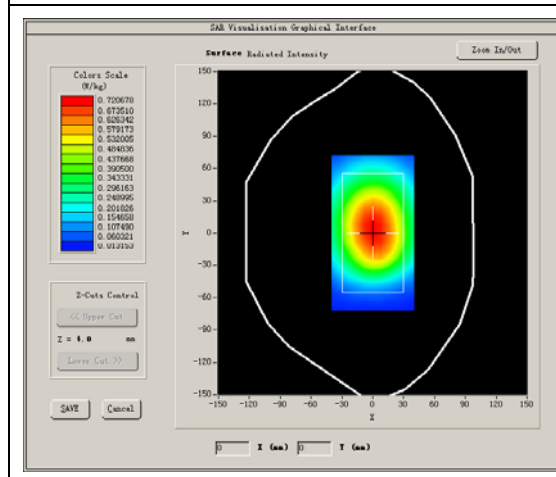 SAR Visualisation Graphical Interface
Surface Radiated Intensity
Zoom In/Out
Colors Scale
(W/kg)
0.720678
0.673510
0.626342
0.579173
0.532005
0.484836
0.437668
0.390500
0.343331
0.296163
0.248995
0.201826
0.154658
0.107490
0.060321
0.013153
Z-Cuts Control
<< Upper Cut
Z = 4.0 mm
Lower Cut >>
SAVE
Cancel
150
120
90
60
30
0
-30
-60
-90
-120
-150
Y
-150 -120 -90 -60 -30 0 30 60 90 120 150
X
0 X (mm) 0 Y (mm)